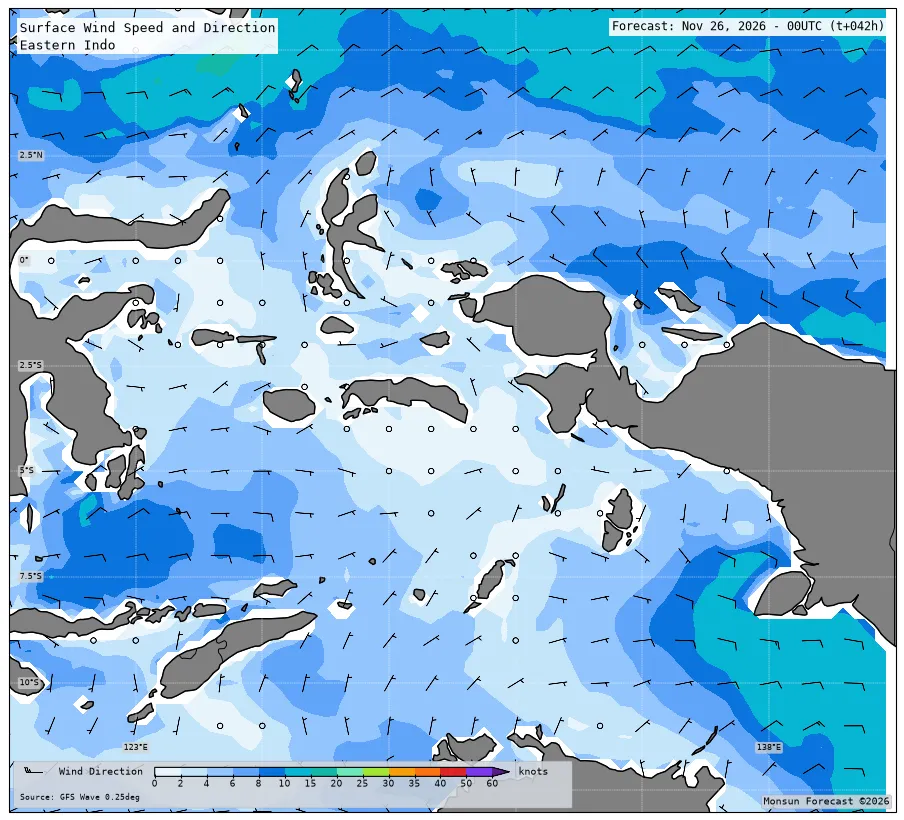 Surface Wind Speed and Direction
Eastern Indo
Forecast: Nov 26, 2026 - 00UTC (t+042h)
2.5°N
0°
2.5°S
5°S
7.5°S
10°S
123°E
138°E
Wind Direction
0 2 4 6 8 10 15 20 25 30 35 40 50 60
knots
Source: GFS Wave 0.25deg
Monsun Forecast ©2026